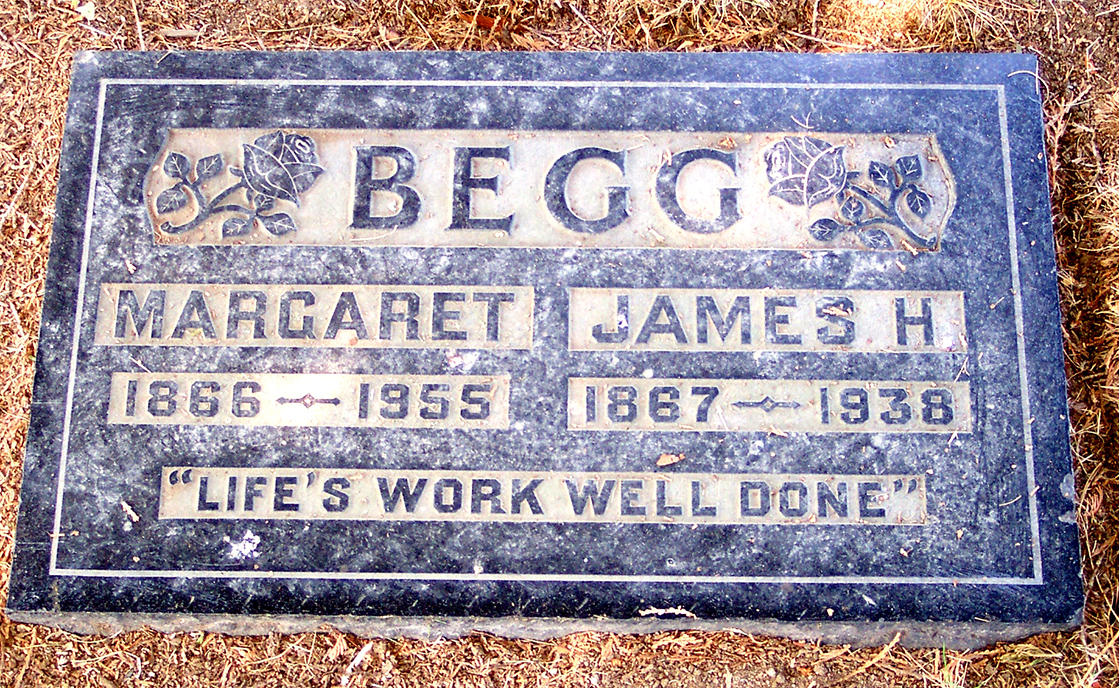 BEGG
MARGARET JAMES H
1866 - 1955 1867 - 1938
"LIFE'S WORK WELL DONE"